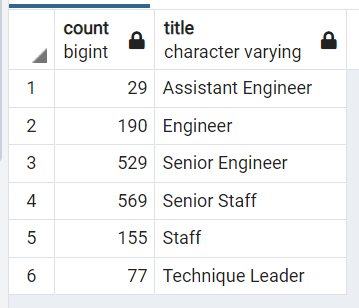 count title
bigint character varying
1 29 Assistant Engineer
2 190 Engineer
3 529 Senior Engineer
4 569 Senior Staff
5 155 Staff
6 77 Technique Leader